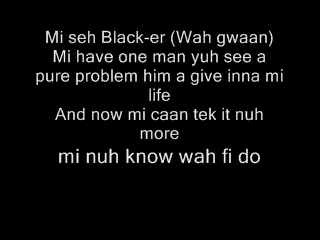 Mi seh Black-er (Wah gwaan)
Mi have one man yuh see a
pure problem him a give inna mi
life
And now mi caan tek it nuh
more
mi nuh know wah fi do